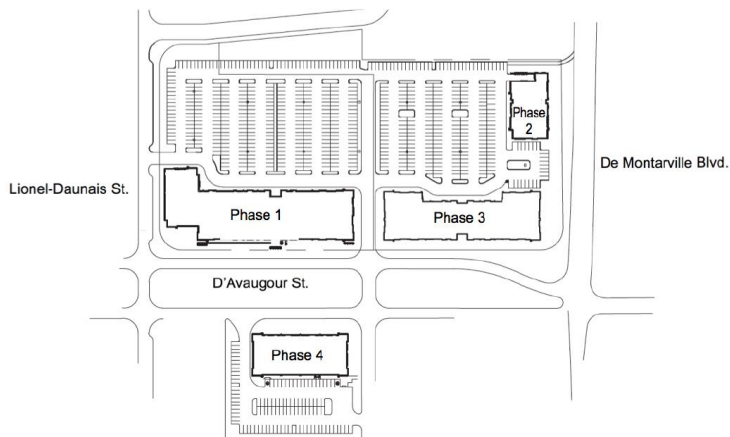 Phase
2
De Montarville Blvd.
Lionel-Daunais St.
Phase 1
Phase 3
D'Avaugour St.
Phase 4